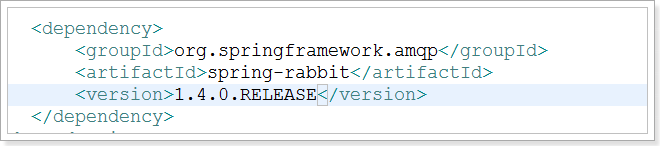 <dependency>
<groupId>org.springframework.amqp</groupId>
<artifactId>spring-rabbit</artifactId>
<version>1.4.0.RELEASE</version>
</dependency>